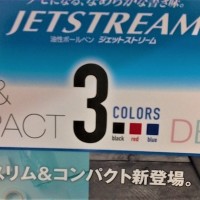 なめらかな書き味。
JETSTREAM
油性ボールペン ジェットストリーム
&
PACT 3 COLORS
black red blue
スリム&コンパクト新登場。